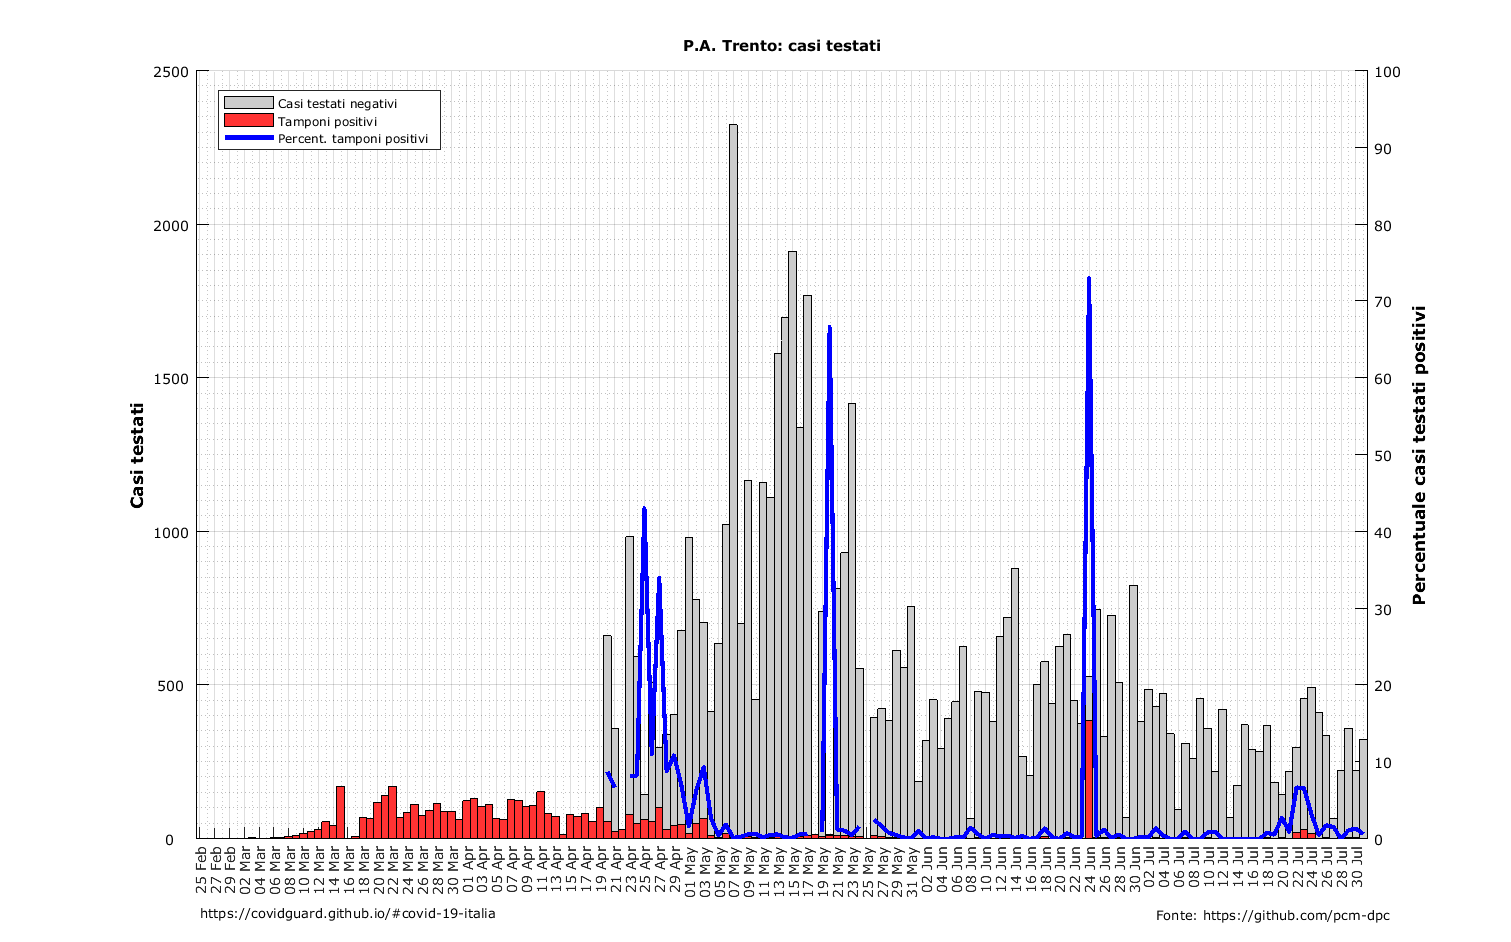 P.A. Trento: casi testati
Casi testati negativi
Tamponi positivi
Percent. tamponi positivi
Casi testati
2500
2000
1500
1000
500
0
100
90
80
70
60
50
40
30
20
10
0
Percentuale casi testati positivi
25 Feb
27 Feb
29 Feb
02 Mar
04 Mar
06 Mar
08 Mar
10 Mar
12 Mar
14 Mar
16 Mar
18 Mar
20 Mar
22 Mar
24 Mar
26 Mar
28 Mar
30 Mar
01 Apr
03 Apr
05 Apr
07 Apr
09 Apr
11 Apr
13 Apr
15 Apr
17 Apr
19 Apr
21 Apr
23 Apr
25 Apr
27 Apr
29 Apr
01 May
03 May
05 May
07 May
09 May
11 May
13 May
15 May
17 May
19 May
21 May
23 May
25 May
27 May
29 May
31 May
02 Jun
04 Jun
06 Jun
08 Jun
10 Jun
12 Jun
14 Jun
16 Jun
18 Jun
20 Jun
22 Jun
24 Jun
26 Jun
28 Jun
30 Jun
02 Jul
04 Jul
06 Jul
08 Jul
10 Jul
12 Jul
14 Jul
16 Jul
18 Jul
20 Jul
22 Jul
24 Jul
26 Jul
28 Jul
30 Jul
https://covidguard.github.io/#covid-19-italia
Fonte: https://github.com/pcm-dpc